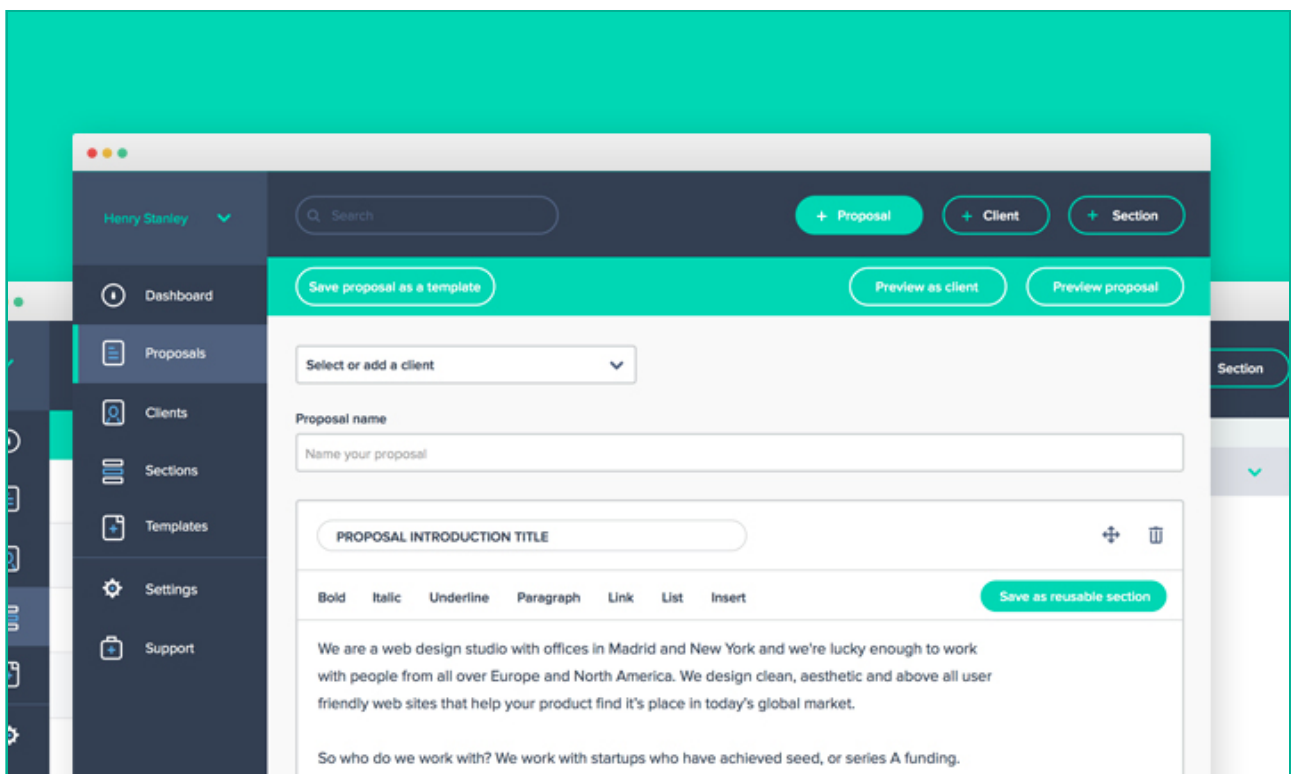 Henry Stanley
Search
+ Proposal
+ Client
+ Section
Dashboard
Proposals
Clients
Sections
Templates
Settings
Support
Save proposal as a template
Preview as client
Preview proposal
Select or add a client
Proposal name
Name your proposal
PROPOSAL INTRODUCTION TITLE
Bold Italic Underline Paragraph Link List Insert
Save as reusable section
We are a web design studio with offices in Madrid and New York and we're lucky enough to work
with people from all over Europe and North America. We design clean, aesthetic and above all user
friendly web sites that help your product find it's place in today's global market.
So who do we work with? We work with startups who have achieved seed, or series A funding.
Section